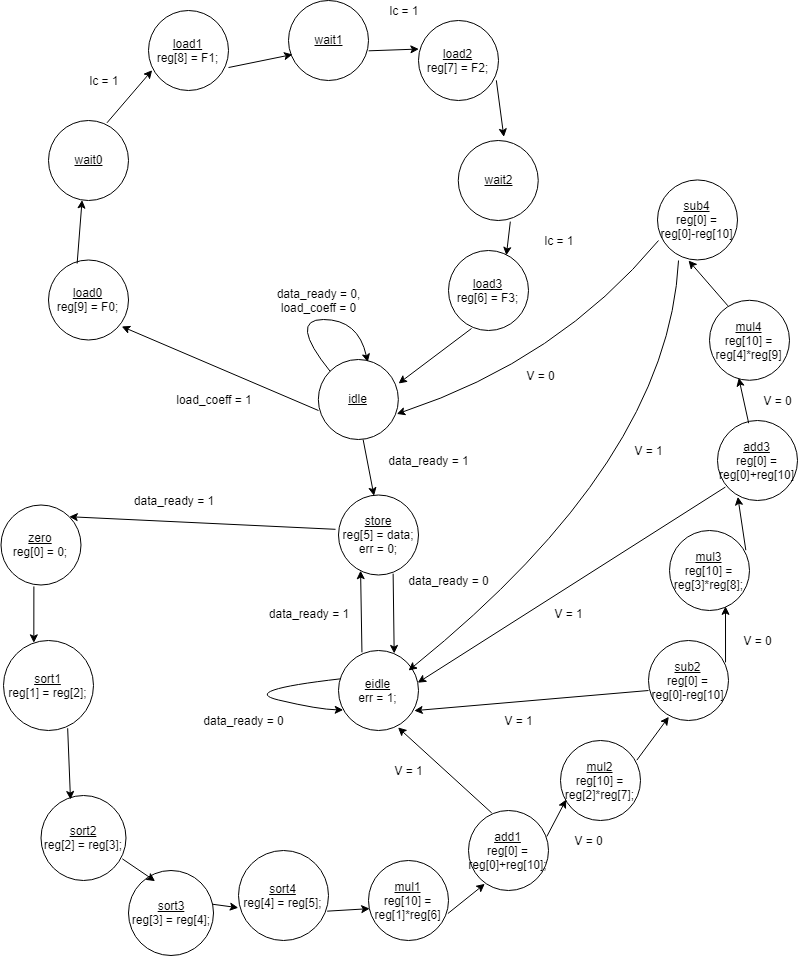 lc = 1
load1
reg[8] = F1;
wait1
load2
reg[7] = F2;
lc = 1
wait0
wait2
sub4
reg[0] =
reg[0]-reg[10]
lc = 1
load0
reg[9] = F0;
load3
reg[6] = F3;
data_ready = 0,
load_coeff = 0
mul4
reg[10] =
reg[4]*reg[9]
V = 0
load_coeff = 1
idle
V = 0
data_ready = 1
add3
reg[0] =
reg[0]+reg[10]
V = 1
data_ready = 1
store
reg[5] = data;
err = 0;
zero
reg[0] = 0;
mul3
reg[10] =
reg[3]*reg[8];
data_ready = 0
data_ready = 1
V = 1
V = 0
sort1
reg[1] = reg[2];
eidle
err = 1;
sub2
reg[0] =
reg[0]-reg[10]
data_ready = 0
V = 1
V = 1
mul2
reg[10] =
reg[2]*reg[7];
sort2
reg[2] = reg[3];
add1
reg[0] =
reg[0]+reg[10];
V = 0
sort3
reg[3] = reg[4];
sort4
reg[4] = reg[5];
mul1
reg[10] =
reg[1]*reg[6]